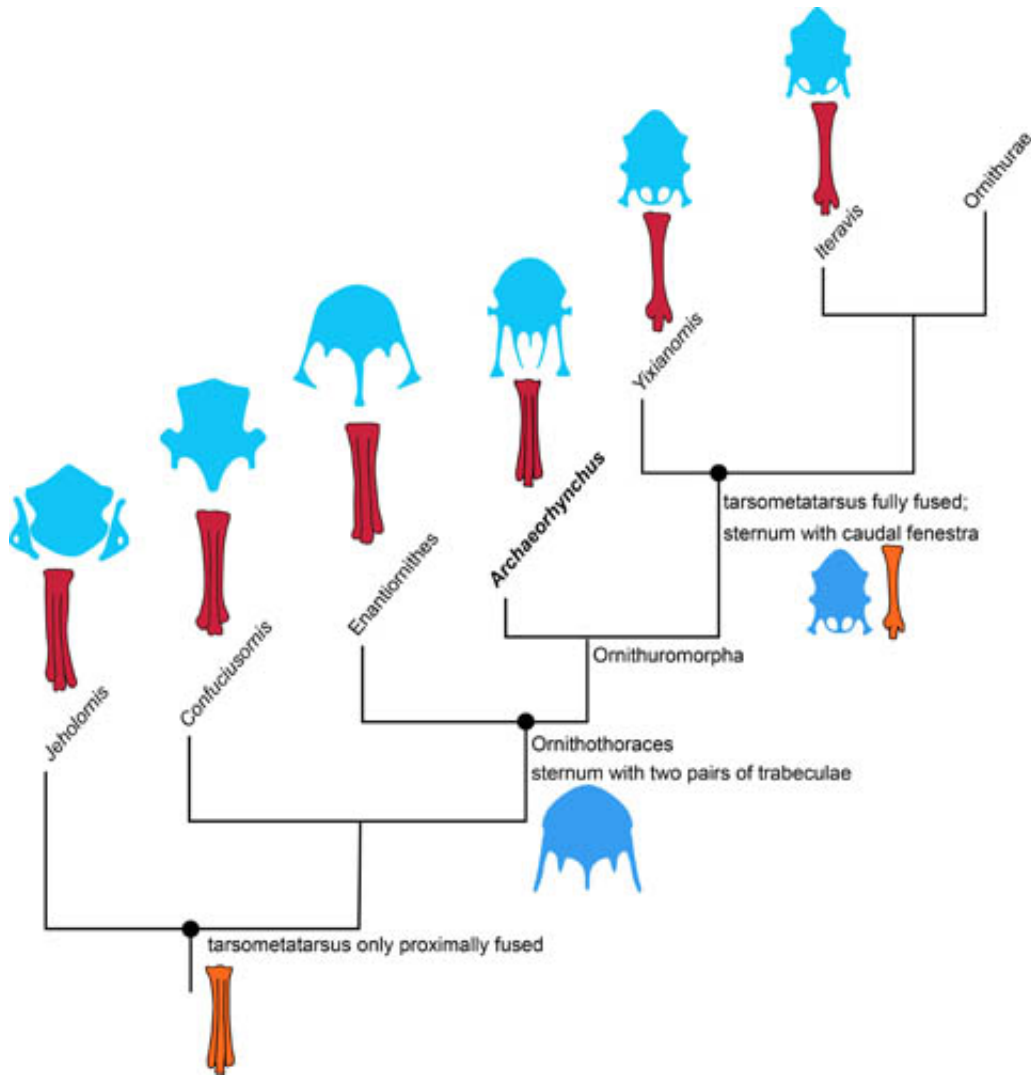 Ornithurae
Iteravis
Yixianornis
Archaeorhynchus
Enantiornithes
Confuciusornis
Jeholornis
tarsometatarsus fully fused;
sternum with caudal fenestra
Ornithuromorpha
Ornithothoraces
sternum with two pairs of trabeculae
tarsometatarsus only proximally fused